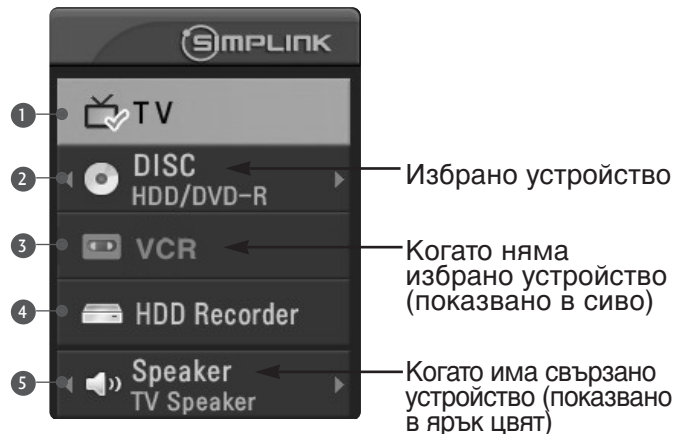 SIMPLINK
1 TV
2 DISC
HDD/DVD-R
Избрано устройство
3 VCR
Когато няма
избрано устройство
(показвано в сиво)
4 HDD Recorder
5 Speaker
TV Speaker
Когато има свързано
устройство (показвано
в ярък цвят)